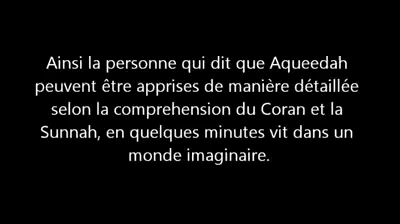 Ainsi la personne qui dit que Aqueedah
peuvent être apprises de manière détaillée
selon la comprehension du Coran et la
Sunnah, en quelques minutes vit dans un
monde imaginaire.